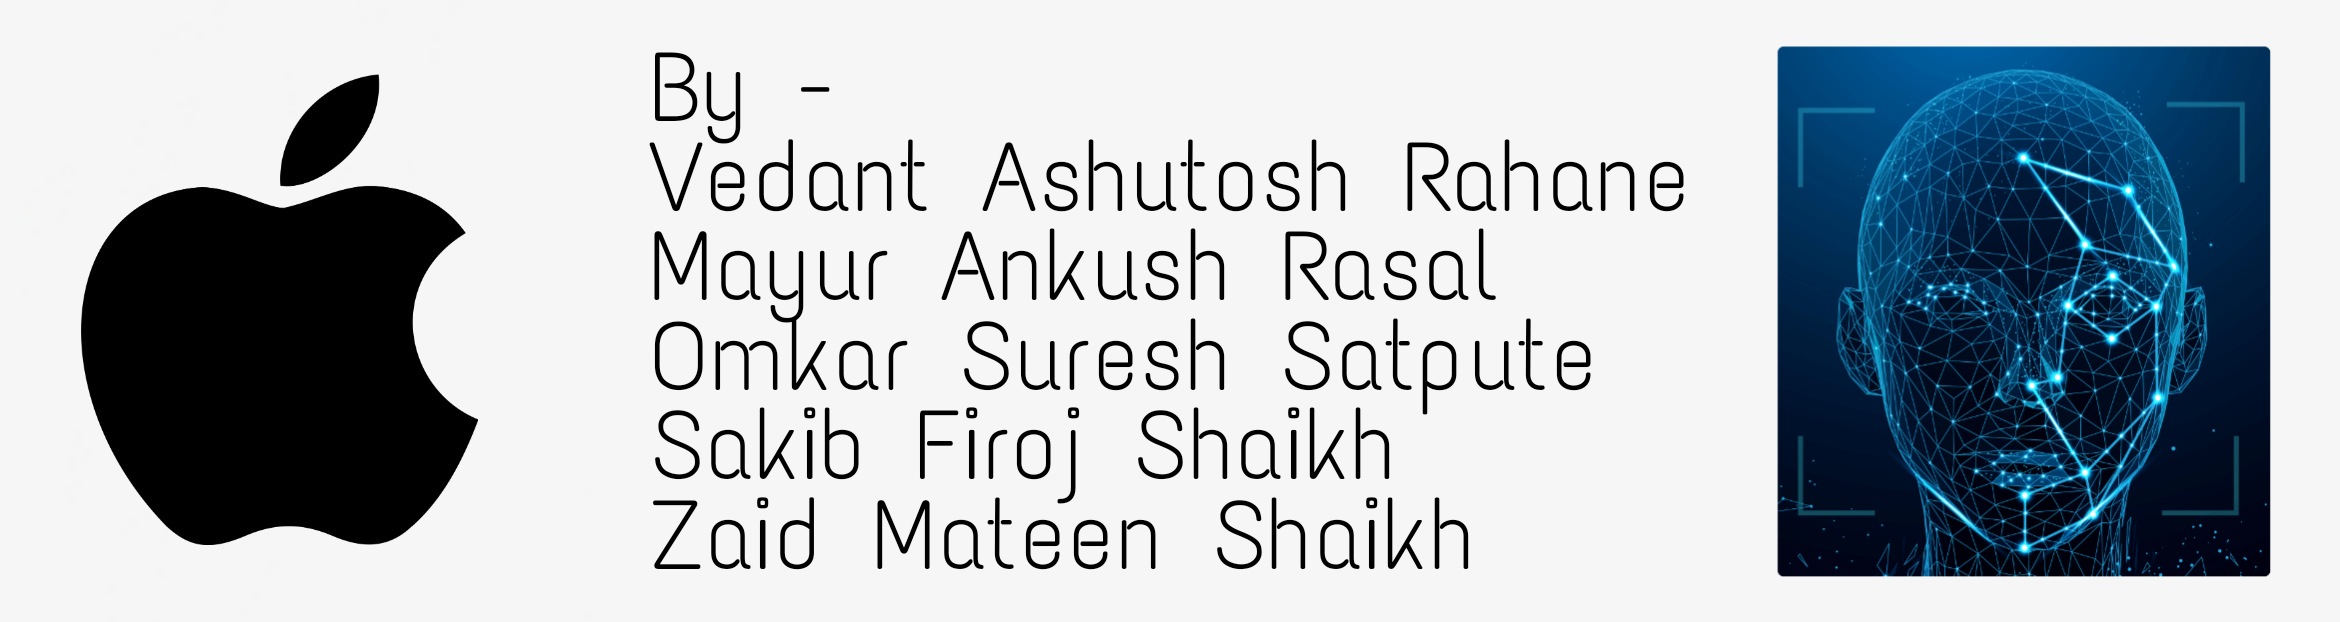 By -
Vedant Ashutosh Rahane
Mayur Ankush Rasal
Omkar Suresh Satpute
Sakib Firoj Shaikh
Zaid Mateen Shaikh